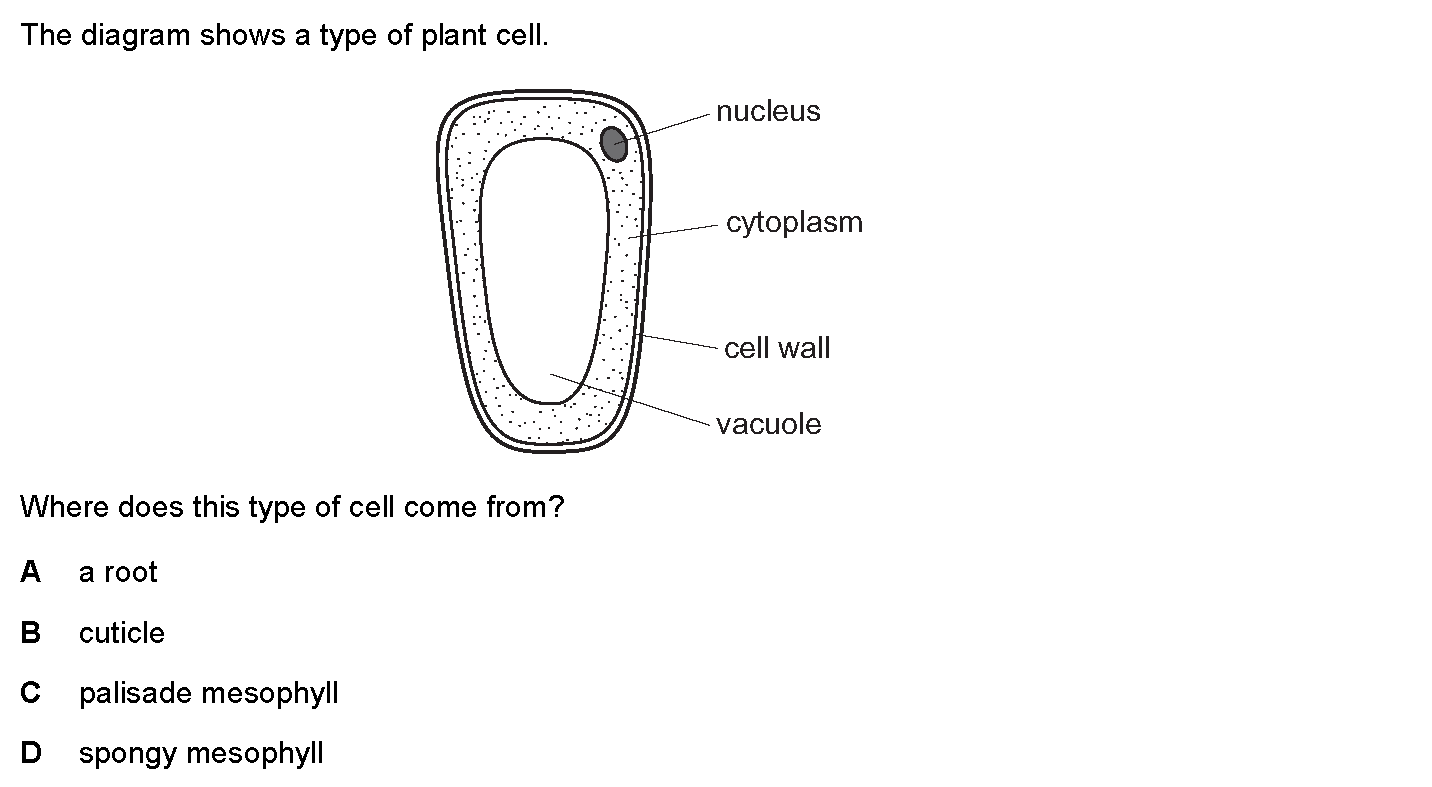 The diagram shows a type of plant cell.
nucleus
cytoplasm
cell wall
vacuole
Where does this type of cell come from?
A a root
B cuticle
C palisade mesophyll
D spongy mesophyll